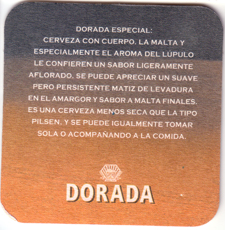 DORADA ESPECIAL:
CERVEZA CON CUERPO. LA MALTA Y
ESPECIALMENTE EL AROMA DEL LÚPULO
LE CONFIEREN UN SABOR LIGERAMENTE
AFLORADO. SE PUEDE APRECIAR UN SUAVE
PERO PERSISTENTE MATIZ DE LEVADURA
EN EL AMARGOR Y SABOR A MALTA FINALES.
ES UNA CERVEZA MENOS SECA QUE LA TIPO
PILSEN, Y SE PUEDE IGUALMENTE TOMAR
SOLA O ACOMPAÑANDO A LA COMIDA.
DORADA